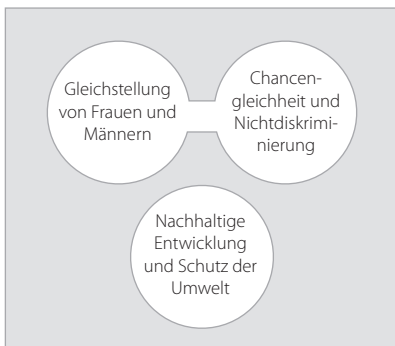 Gleichstellung
von Frauen und
Männern
Chancen-
gleichheit und
Nichtdiskrimi-
nierung
Nachhaltige
Entwicklung
und Schutz der
Umwelt